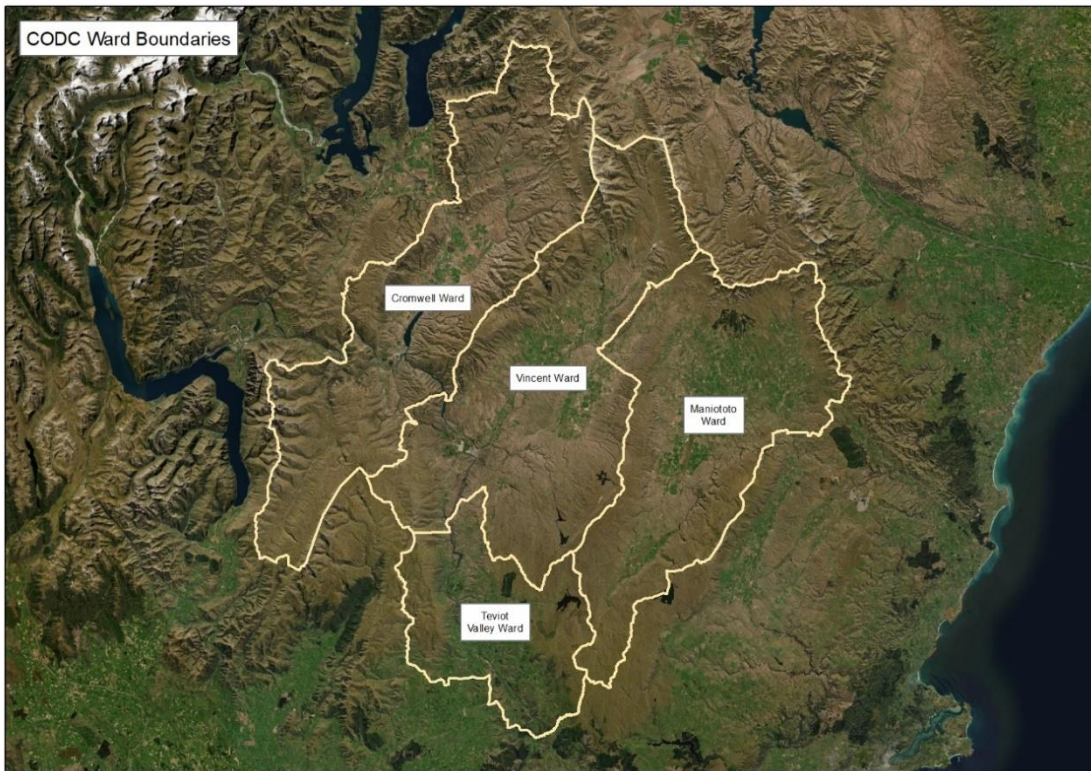 CODC Ward Boundaries
Cromwell Ward
Vincent Ward
Maniototo
Ward
Teviot
Valley Ward